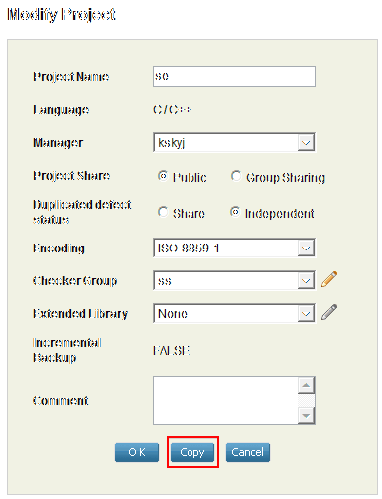 Modify Project
Project Name
so
Language
C/C++
Manager
kskyj
Project Share
Public
Group Sharing
Duplicated defect
status
Share
Independent
Encoding
ISO-8859-1
Checker Group
ss
Extended Library
None
Incremental
Backup
FALSE
Comment
OK
Copy
Cancel